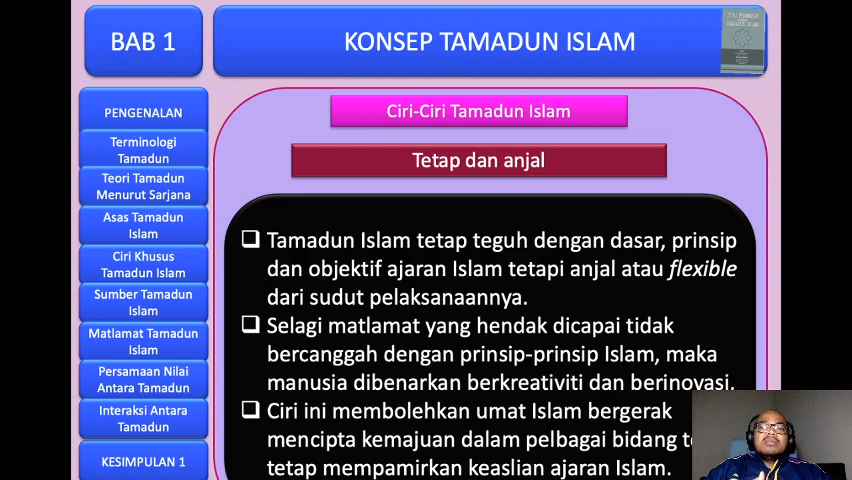 BAB 1
KONSEP TAMADUN ISLAM
PENGENALAN
Terminologi
Tamadun
Teori Tamadun
Menurut Sarjana
Asas Tamadun
Islam
Ciri Khusus
Tamadun Islam
Sumber Tamadun
Islam
Matlamat Tamadun
Islam
Persamaan Nilai
Antara Tamadun
Interaksi Antara
Tamadun
KESIMPULAN 1
Ciri-Ciri Tamadun Islam
Tetap dan anjal
Tamadun Islam tetap teguh dengan dasar, prinsip
dan objektif ajaran Islam tetapi anjal atau flexible
dari sudut pelaksanaannya.
Selagi matlamat yang hendak dicapai tidak
bercanggah dengan prinsip-prinsip Islam, maka
manusia dibenarkan berkreativiti dan berinovasi.
Ciri ini membolehkan umat Islam bergerak
mencipta kemajuan dalam pelbagai bidang
tetap mempamirkan keaslian ajaran Islam.